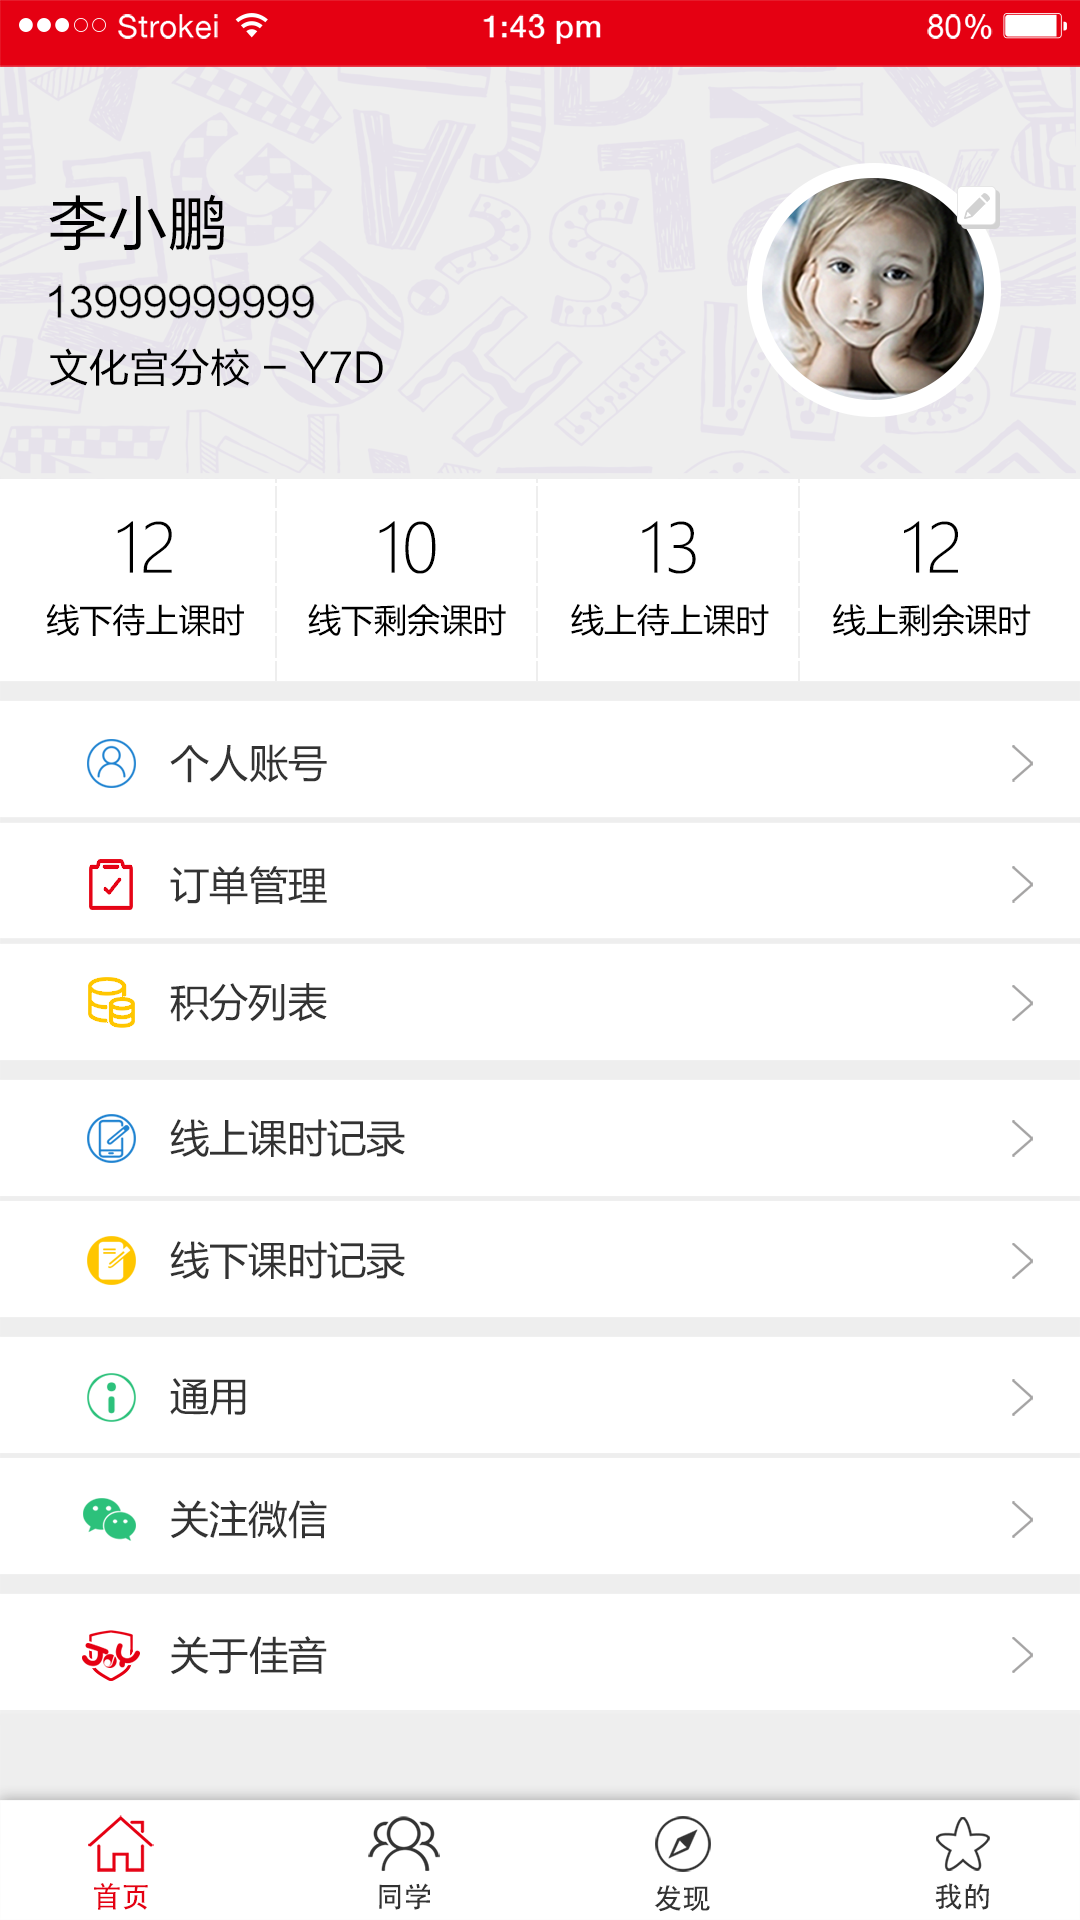 Strokei 1:43 pm 80%
李小鹏
13999999999
文化宫分校 – Y7D
12 10 13 12
线下待上课时 线下剩余课时 线上待上课时 线上剩余课时
个人账号
订单管理
积分列表
线上课时记录
线下课时记录
通用
关注微信
JOY 关于佳音
首页 同学 发现 我的